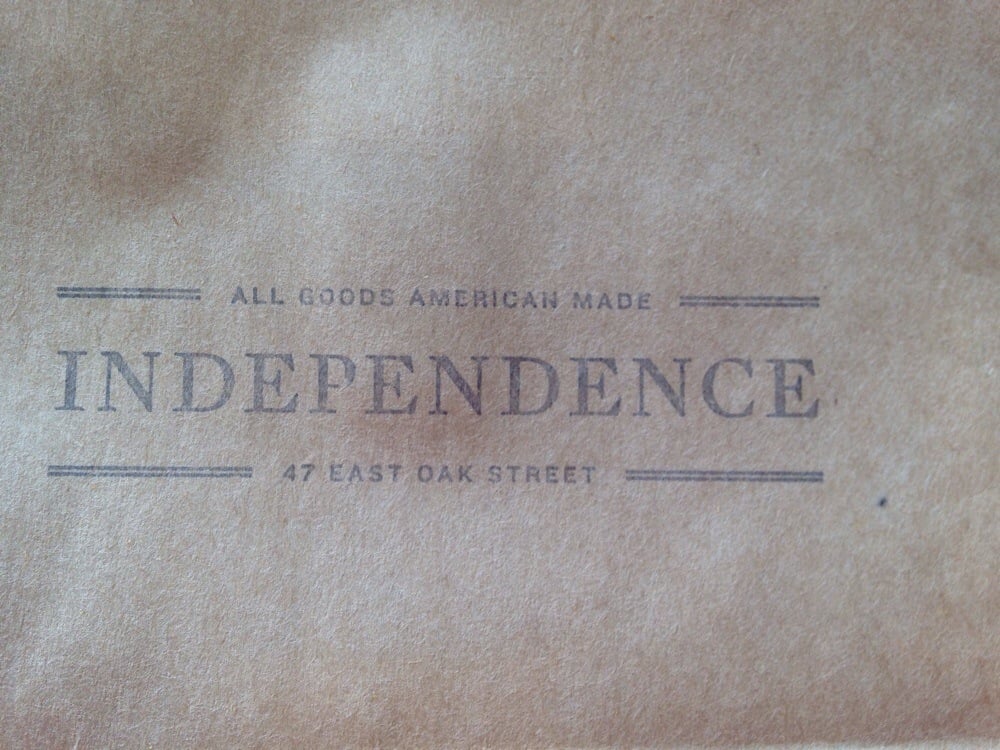 ALL GOODS AMERICAN MADE
INDEPENDENCE
47 EAST OAK STREET